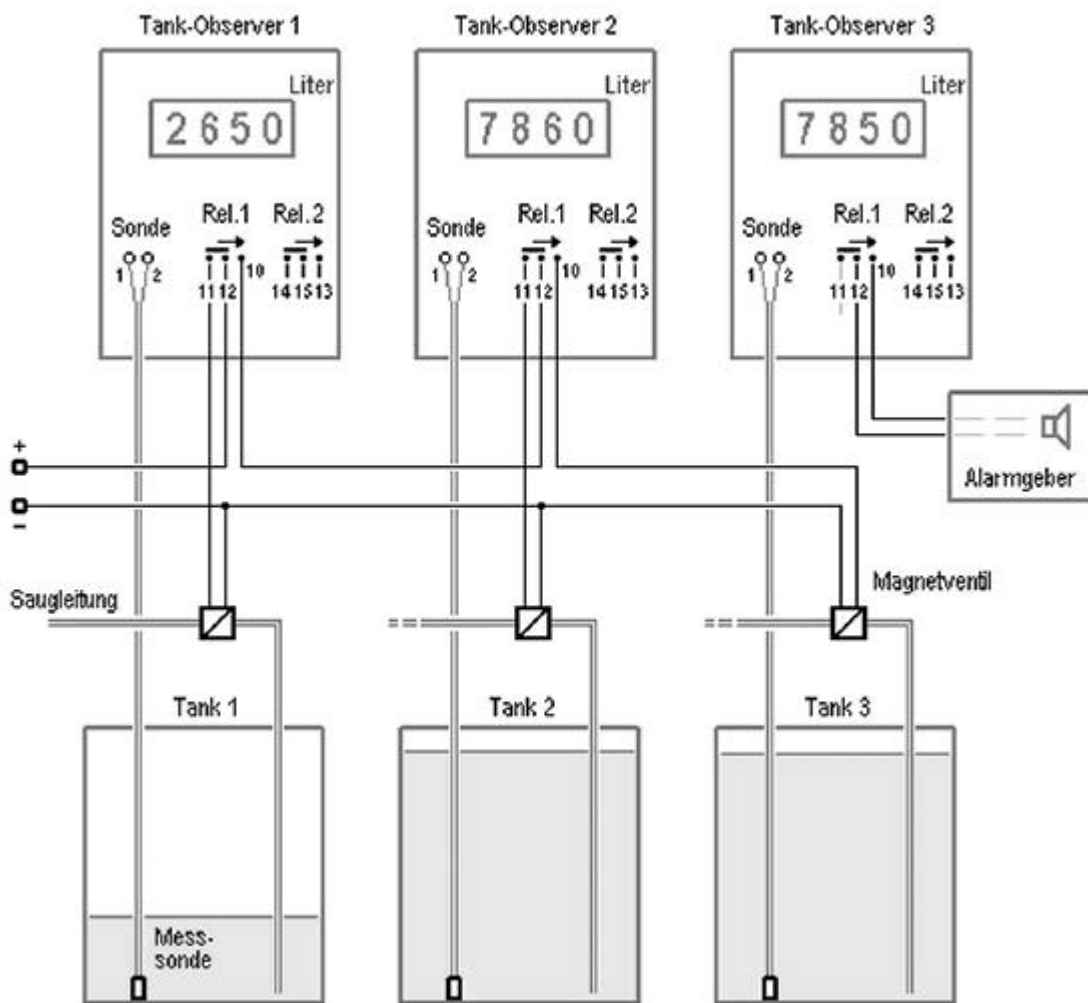 Tank-Observer 1
Tank-Observer 2
Tank-Observer 3
Liter
Liter
Liter
2650
7860
7850
Sonde
Rel.1
Rel.2
Sonde
Rel.1
Rel.2
Sonde
Rel.1
Rel.2
1 2
11 12 10
14 15 13
1 2
11 12 10
14 15 13
1 2
11 12 10
14 15 13
+
−
Alarmgeber
Saugleitung
Magnetventil
Tank 1
Tank 2
Tank 3
Mess-
sonde